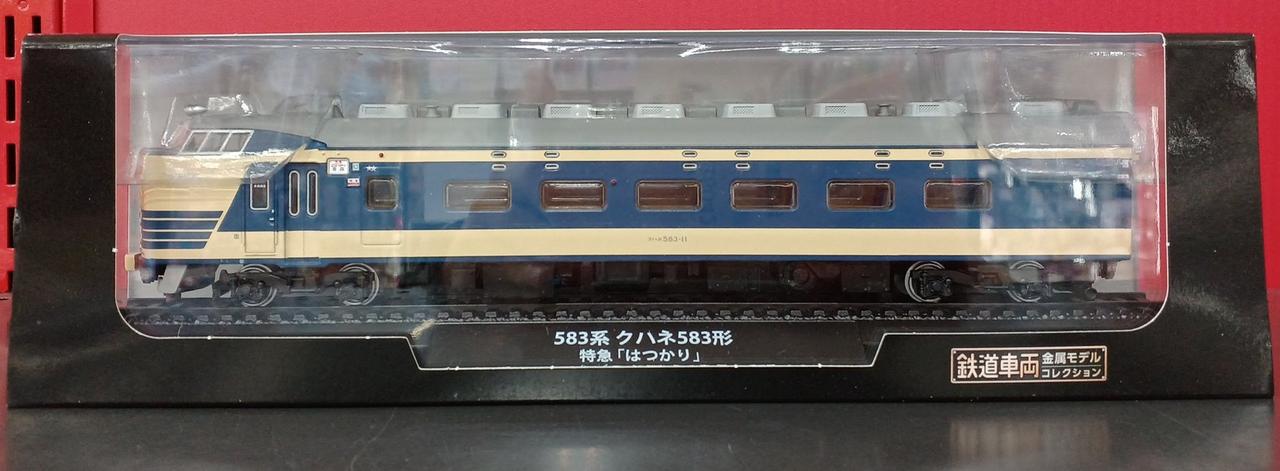 クハネ583-11
583系 クハネ583形
特急「はつかり」
鉄道車両
金属モデル
コレクション